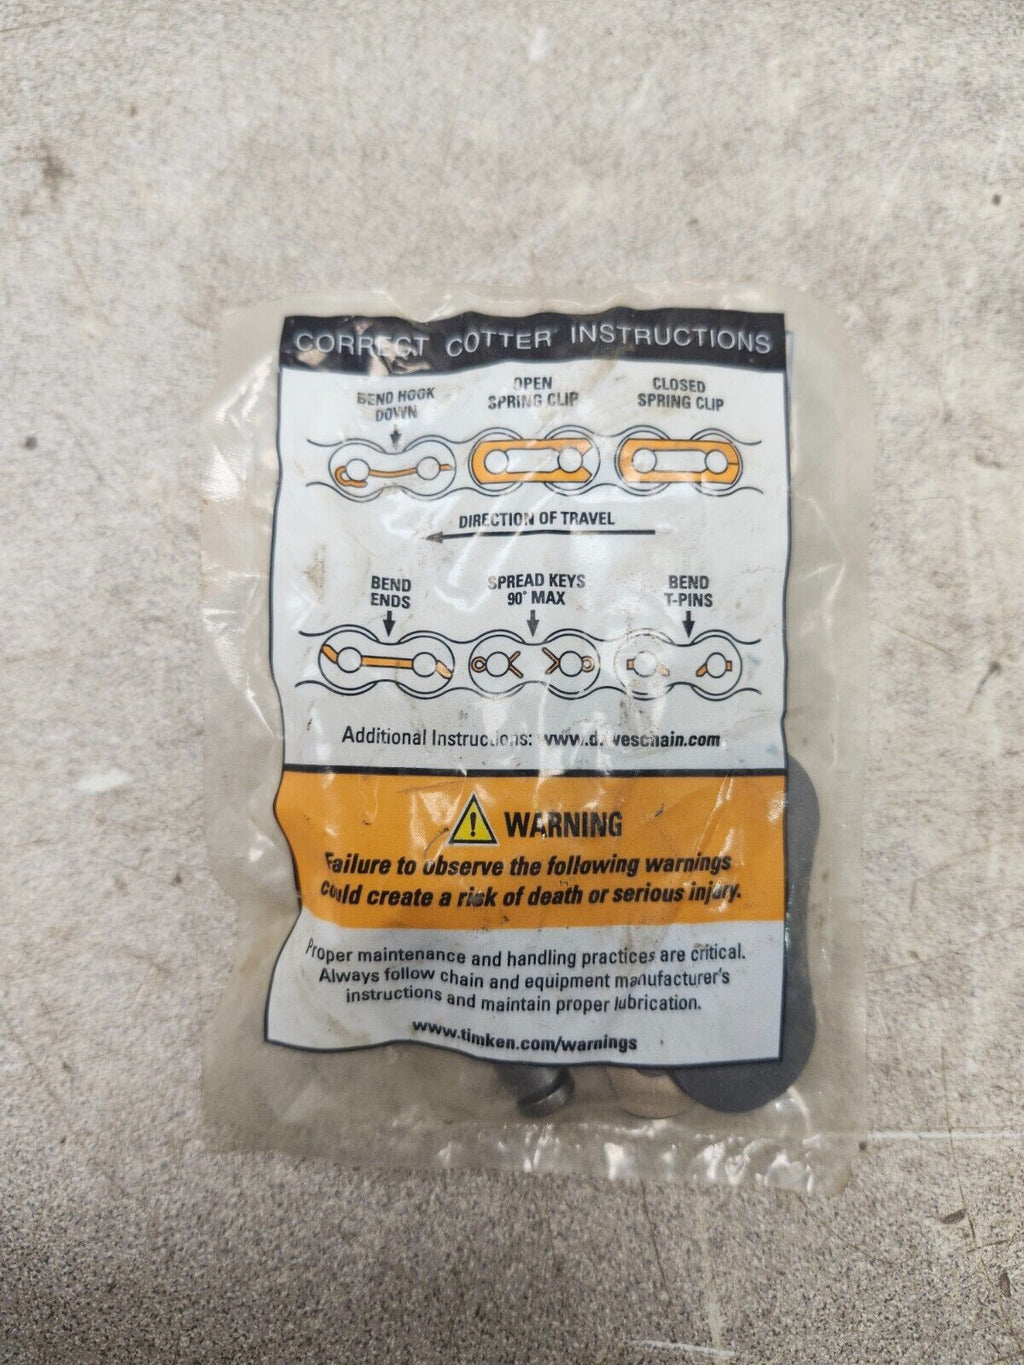 CORRECT COTTER INSTRUCTIONS
BEND HOOK
DOWN
OPEN
SPRING CLIP
CLOSED
SPRING CLIP
DIRECTION OF TRAVEL
BEND
ENDS
SPREAD KEYS
90° MAX
BEND
T-PINS
Additional Instructions: www.driveschain.com
WARNING
Failure to observe the following warnings
could create a risk of death or serious injury.
Proper maintenance and handling practices are critical.
Always follow chain and equipment manufacturer's
instructions and maintain proper lubrication.
www.timken.com/warnings